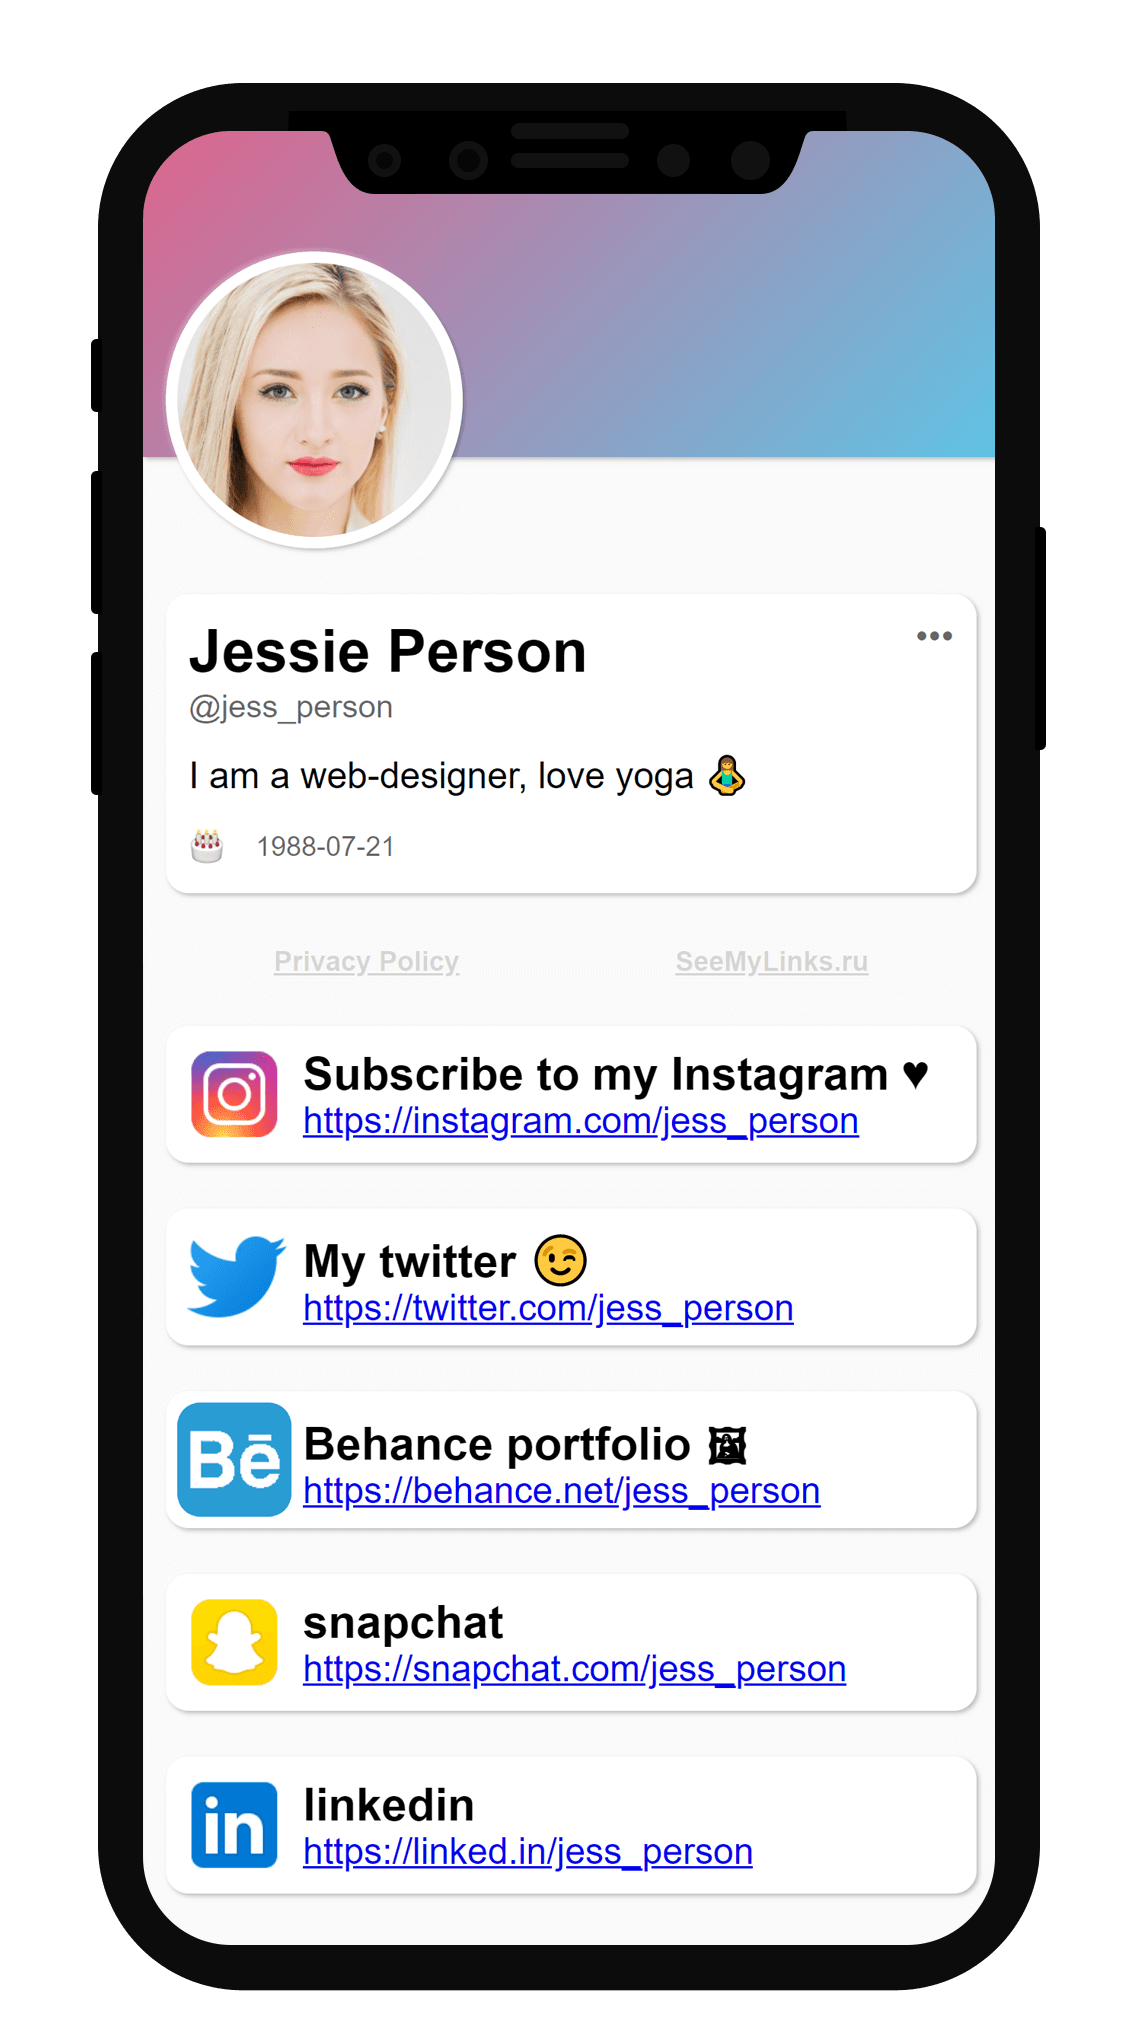 Jessie Person
@jess_person
I am a web-designer, love yoga 🧘‍♀️
🎂 1988-07-21
Privacy Policy SeeMyLinks.ru
Subscribe to my Instagram ♥
https://instagram.com/jess_person
My twitter 😉
https://twitter.com/jess_person
Bē
Behance portfolio 🖼
https://behance.net/jess_person
snapchat
https://snapchat.com/jess_person
in
linkedin
https://linked.in/jess_person